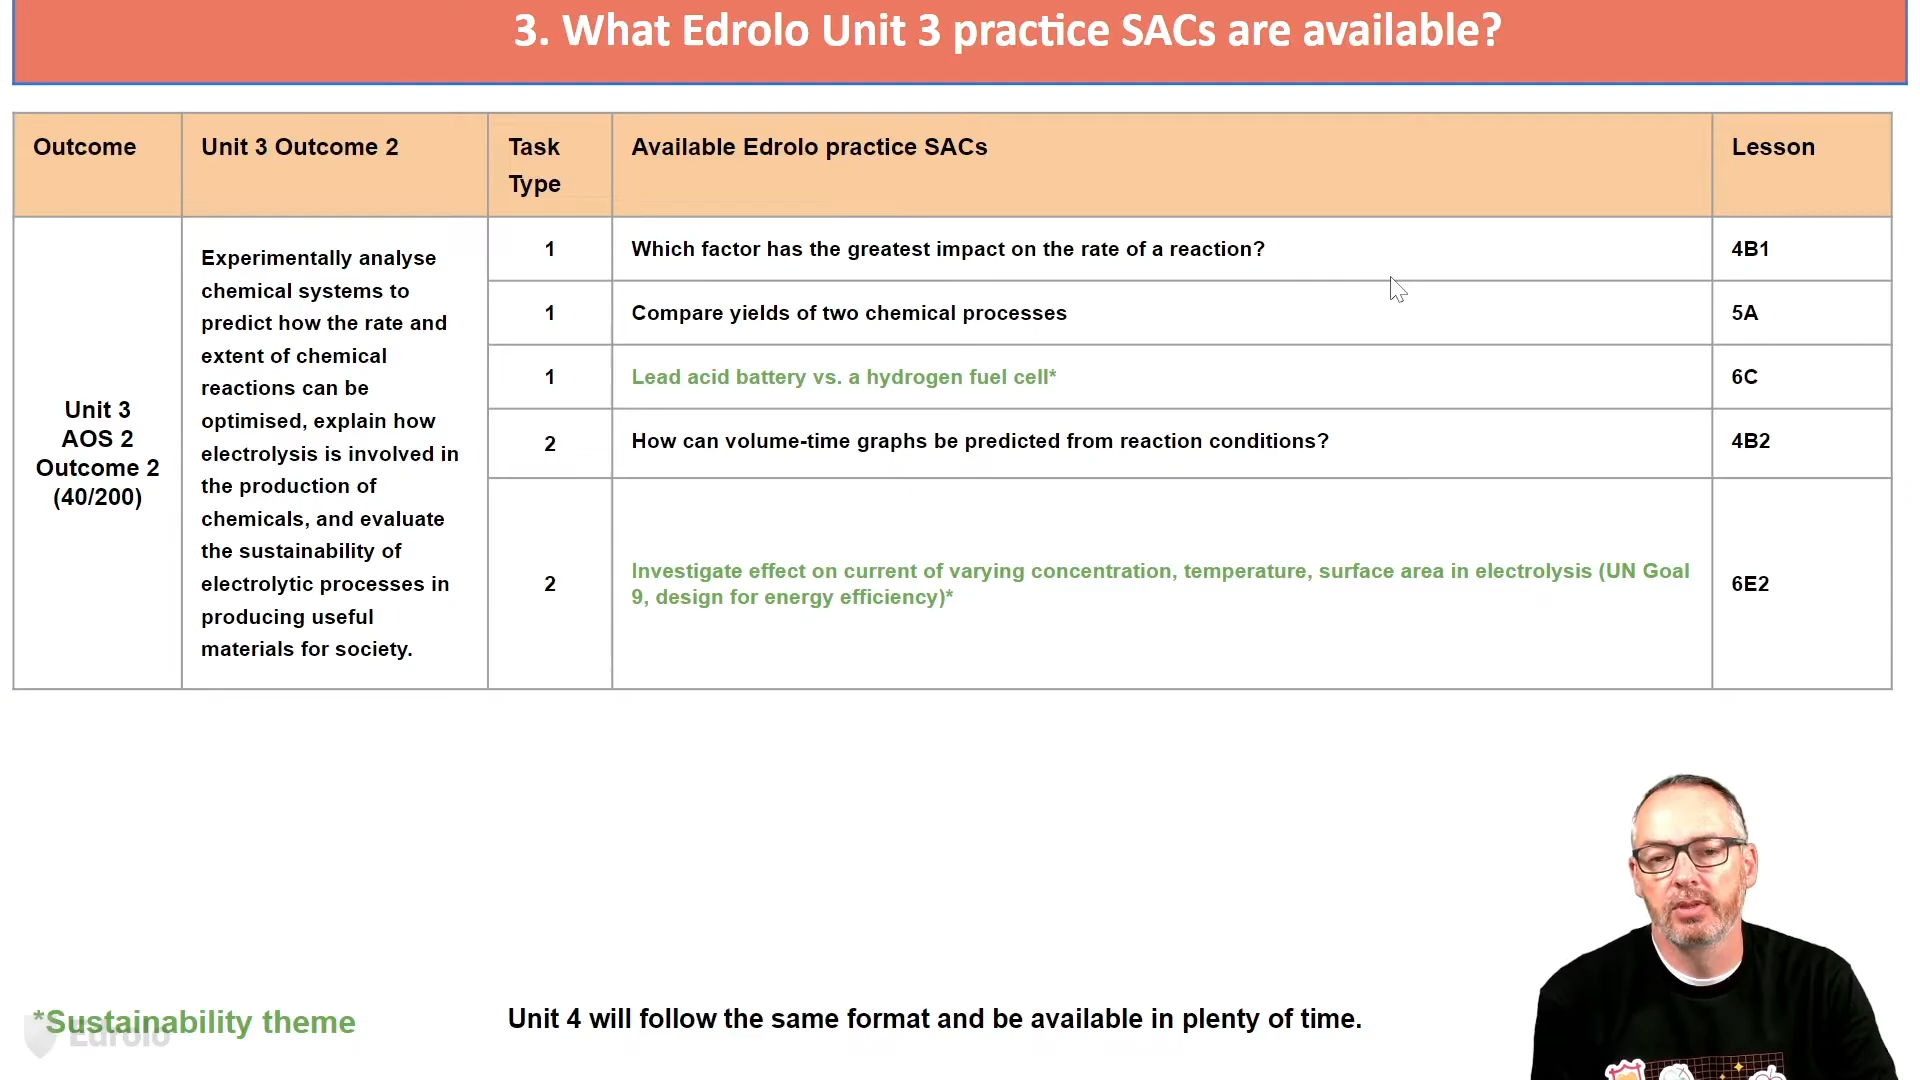 3. What Edrolo Unit 3 practice SACs are available?
Outcome
Unit 3 Outcome 2
Task
Type
Available Edrolo practice SACs
Lesson
Unit 3
AOS 2
Outcome 2
(40/200)
Experimentally analyse
chemical systems to
predict how the rate and
extent of chemical
reactions can be
optimised, explain how
electrolysis is involved in
the production of
chemicals, and evaluate
the sustainability of
electrolytic processes in
producing useful
materials for society.
1
Which factor has the greatest impact on the rate of a reaction?
4B1
1
Compare yields of two chemical processes
5A
1
Lead acid battery vs. a hydrogen fuel cell*
6C
2
How can volume-time graphs be predicted from reaction conditions?
4B2
2
Investigate effect on current of varying concentration, temperature, surface area in electrolysis (UN Goal
9, design for energy efficiency)*
6E2
*Sustainability theme
Edrolo
Unit 4 will follow the same format and be available in plenty of time.